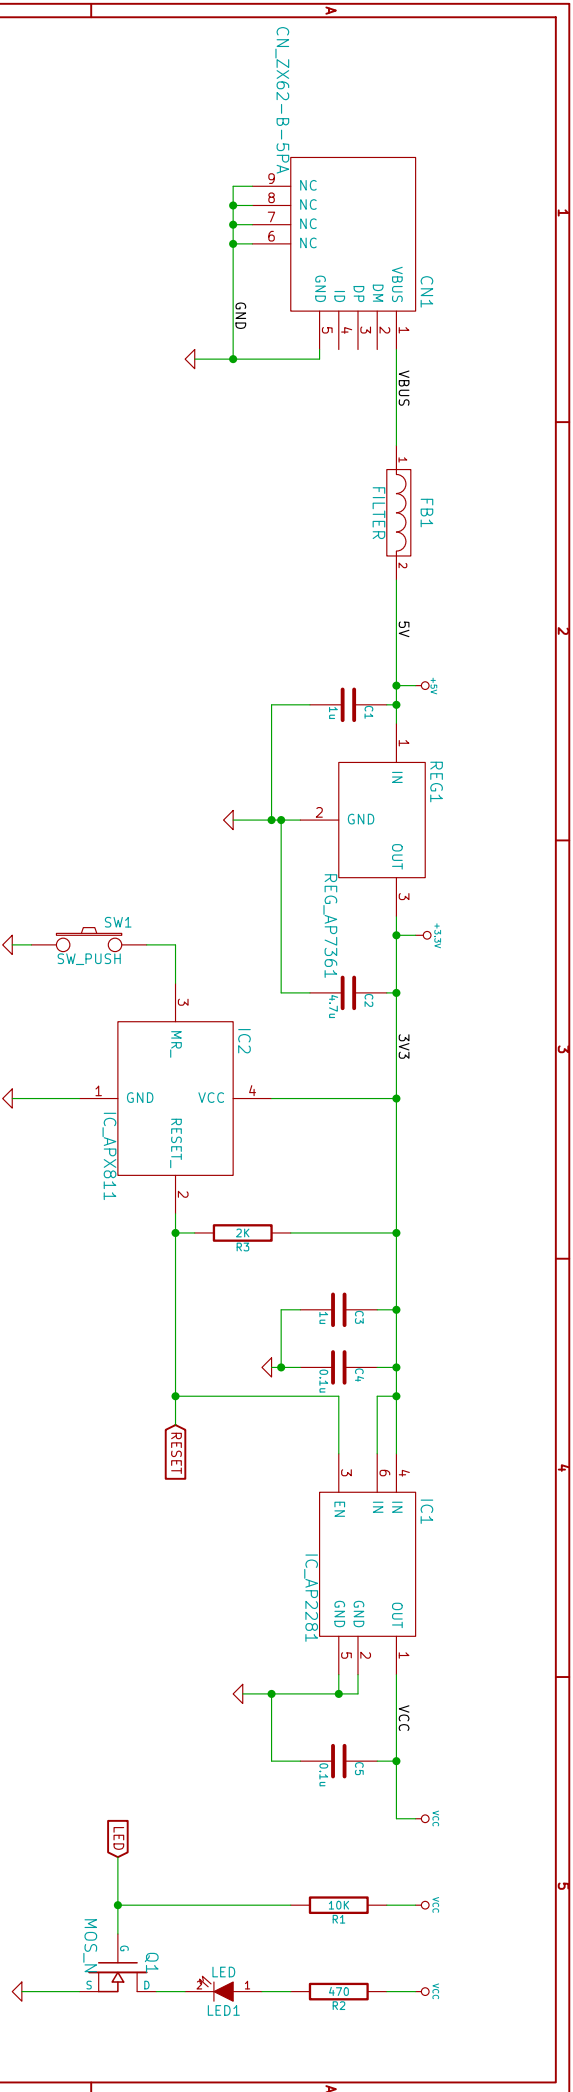 A
1
2
3
4
5
A
CN_ZX62-B-5PA
CN1
9
NC
8
NC
7
NC
6
NC
VBUS
DM
DP
ID
GND
1
2
3
4
5
GND
VBUS
1
FB1
FILTER
2
5V
+5V
C1
1u
1
REG1
IN
2
GND
OUT
REG_AP7361
3
+3.3V
C2
4.7u
3V3
SW1
SW_PUSH
3
IC2
MR_
1
GND
VCC
4
RESET_
IC_APX811
2
2K
R3
C3
1u
C4
0.1u
RESET
3
6
4
IC1
EN
IN
IN
IC_AP2281
GND
GND
OUT
5
2
1
VCC
C5
0.1u
VCC
LED
10K
R1
VCC
MOS_N
Q1
G
S
D
LED
2
1
LED1
470
R2
VCC